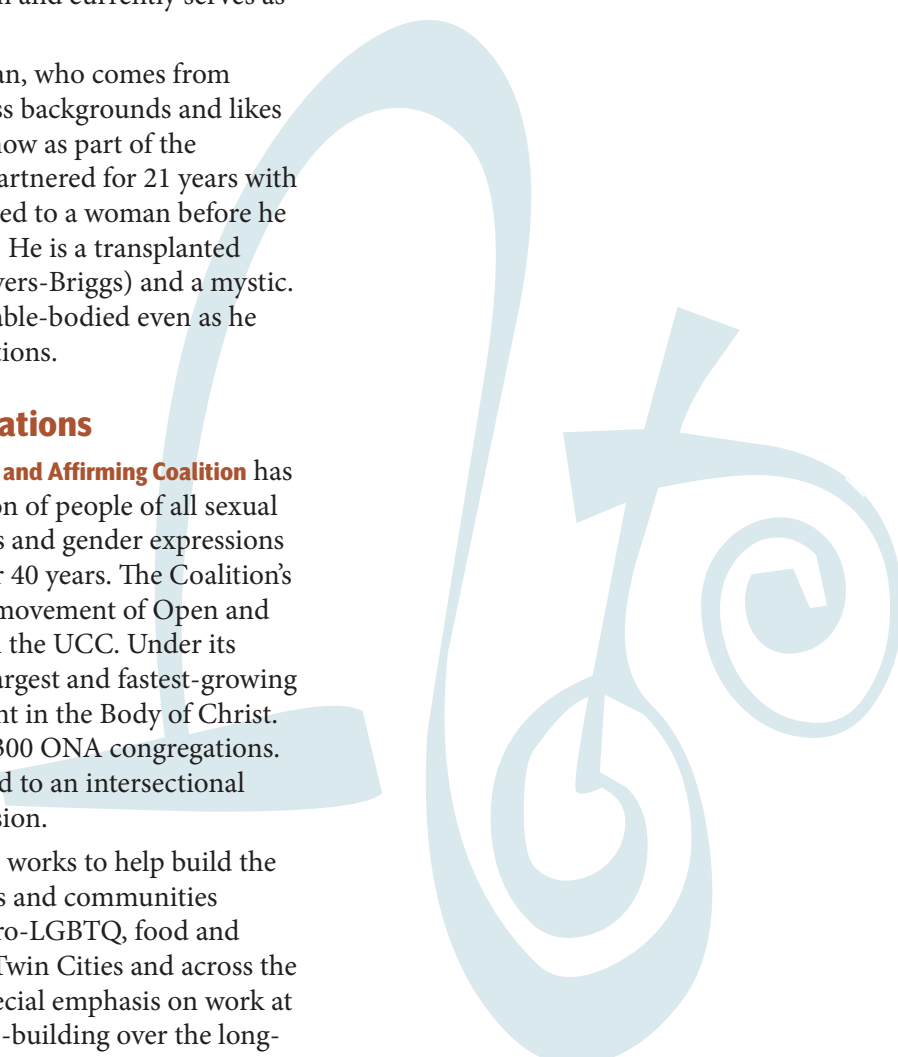 and currently serves as
an, who comes from
ss backgrounds and likes
now as part of the
artnered for 21 years with
ed to a woman before he
He is a transplanted
yers-Briggs) and a mystic.
able-bodied even as he
tions.
ations
and Affirming Coalition has
on of people of all sexual
s and gender expressions
r 40 years. The Coalition’s
movement of Open and
the UCC. Under its
argest and fastest-growing
nt in the Body of Christ.
300 ONA congregations.
d to an intersectional
sion.
works to help build the
s and communities
ro-LGBTQ, food and
Twin Cities and across the
ecial emphasis on work at
-building over the long-